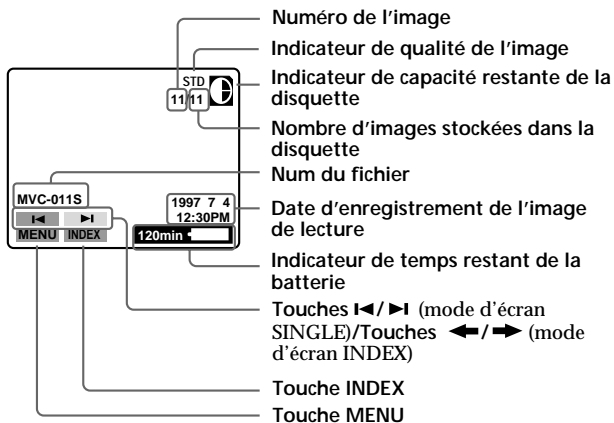 Numéro de l'image
Indicateur de qualité de l'image
Indicateur de capacité restante de la
disquette
Nombre d'images stockées dans la
disquette
Num du fichier
Date d'enregistrement de l'image
de lecture
Indicateur de temps restant de la
batterie
Touches I◄/►I (mode d'écran
SINGLE)/Touches ←/→ (mode
d'écran INDEX)
Touche INDEX
Touche MENU
STD
11/11
MVC-011S
I◄ ►I
MENU INDEX
1997 7 4
12:30PM
120min